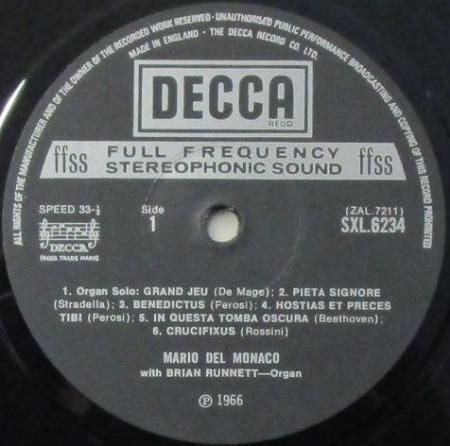 ALL RIGHTS OF THE MANUFACTURER AND OF THE OWNER OF THE RECORDED WORK RESERVED · UNAUTHORISED PUBLIC PERFORMANCE BROADCASTING AND COPYING OF THIS RECORD PROHIBITED
MADE IN ENGLAND · THE DECCA RECORD CO. LTD.
DECCA
REGD
ffss FULL FREQUENCY STEREOPHONIC SOUND ffss
SPEED 33-⅓
DECCA
(REGD. TRADE MARK)
Side
1
(ZAL.7211)
SXL.6234
1. Organ Solo: GRAND JEU (De Mage); 2. PIETA SIGNORE
(Stradella); 3. BENEDICTUS (Perosi); 4. HOSTIAS ET PRECES
TIBI (Perosi); 5. IN QUESTA TOMBA OSCURA (Beethoven);
6. CRUCIFIXUS (Rossini)
MARIO DEL MONACO
with BRIAN RUNNETT—Organ
℗ 1966